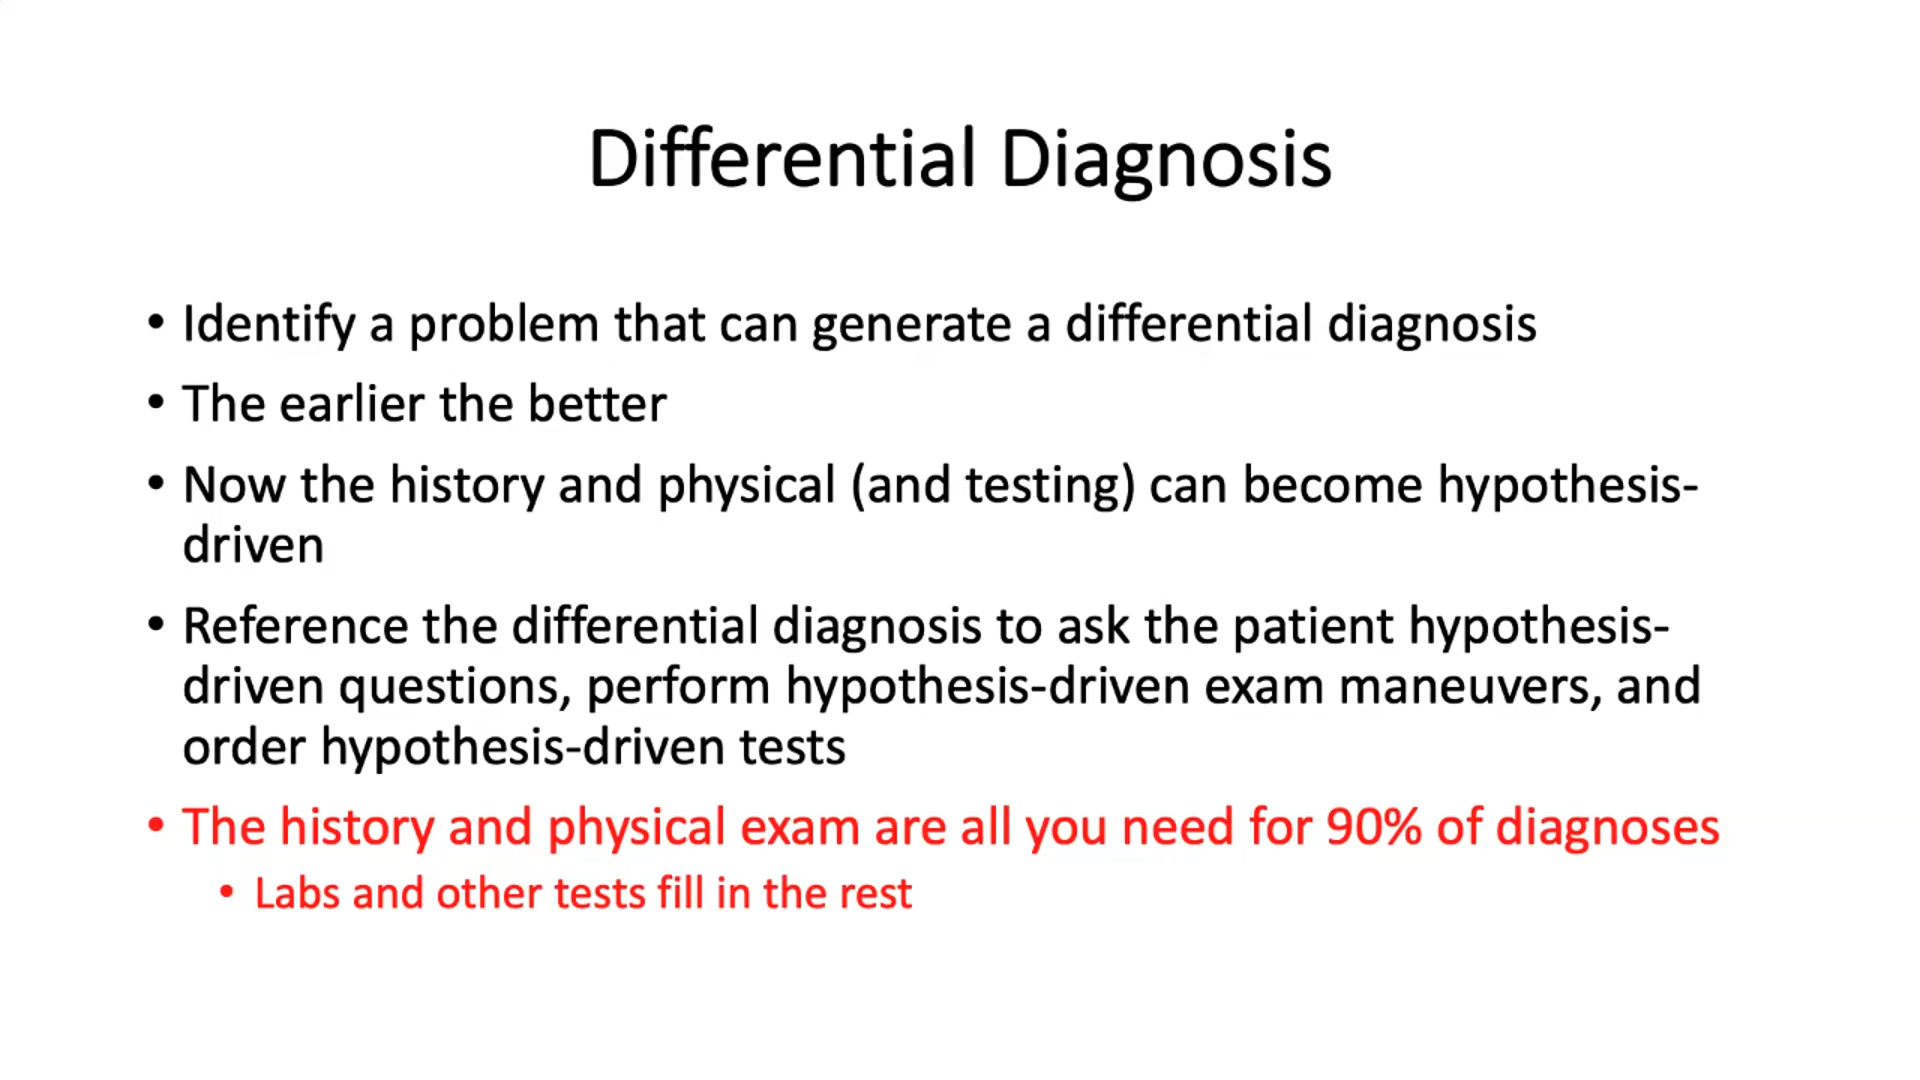 Differential Diagnosis
• Identify a problem that can generate a differential diagnosis
• The earlier the better
• Now the history and physical (and testing) can become hypothesis-
driven
• Reference the differential diagnosis to ask the patient hypothesis-
driven questions, perform hypothesis-driven exam maneuvers, and
order hypothesis-driven tests
• The history and physical exam are all you need for 90% of diagnoses
• Labs and other tests fill in the rest